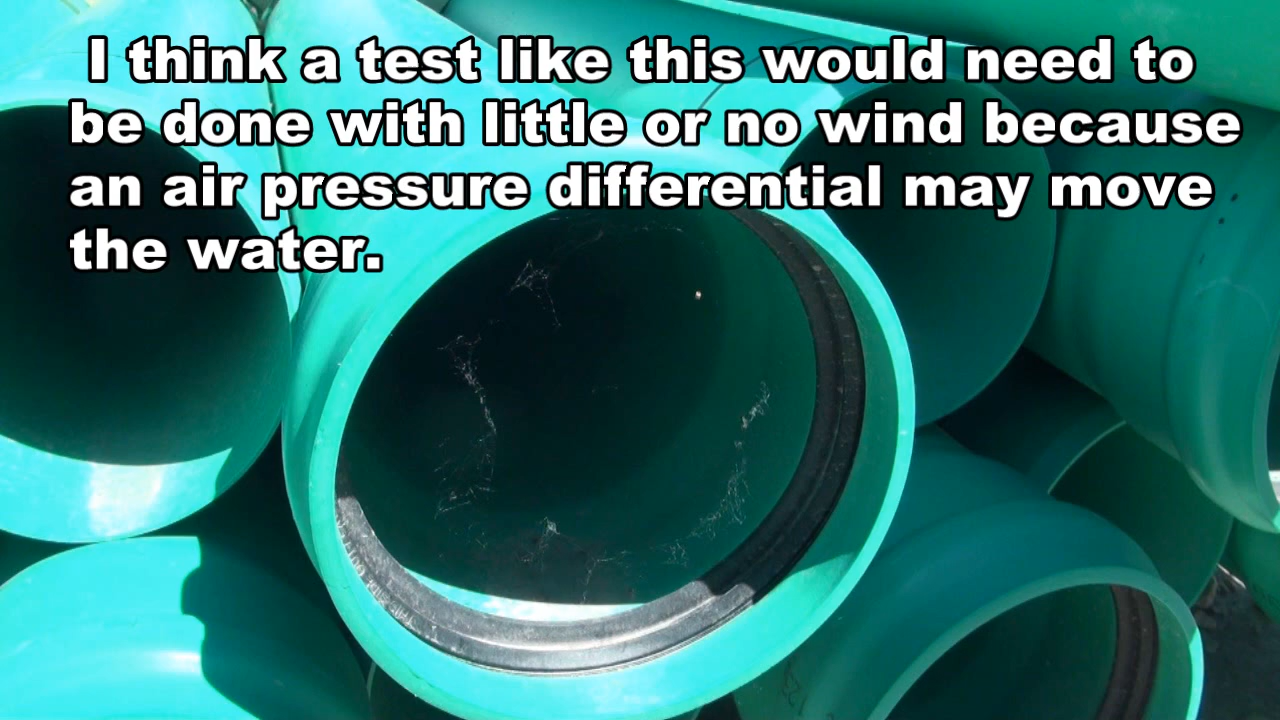 I think a test like this would need to
be done with little or no wind because
an air pressure differential may move
the water.